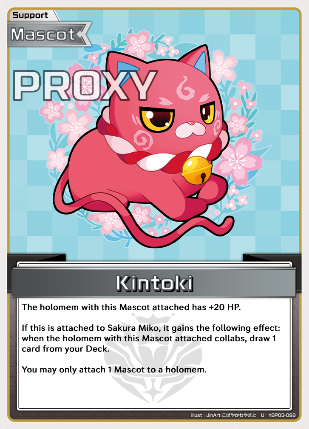 Support
Mascot
PROXY
Kintoki
The holomem with this Mascot attached has +20 HP.
If this is attached to Sakura Miko, it gains the following effect:
when the holomem with this Mascot attached collabs, draw 1
card from your Deck.
You may only attach 1 Mascot to a holomem.
U